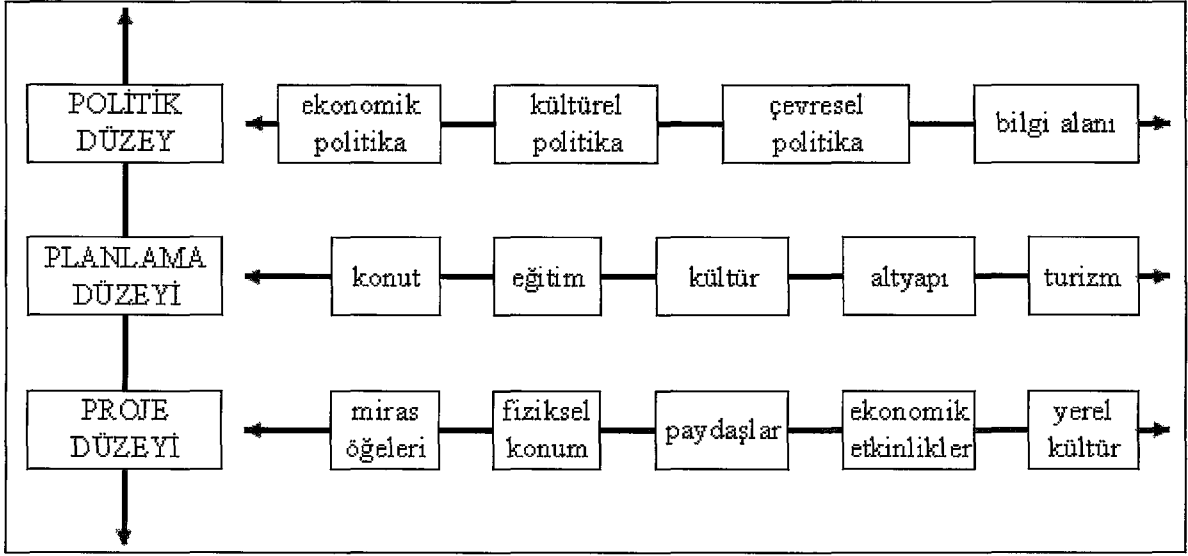 POLİTİK
DÜZEY
ekonomik
politika
kültürel
politika
çevresel
politika
bilgi alanı
PLANLAMA
DÜZEYİ
konut
eğitim
kültür
altyapı
turizm
PROJE
DÜZEYİ
miras
öğeleri
fiziksel
konum
paydaşlar
ekonomik
etkinlikler
yerel
kültür